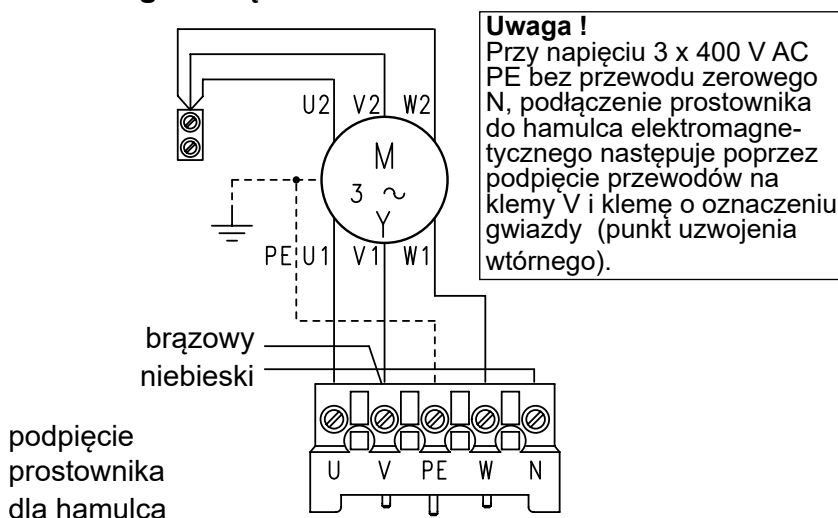 Uwaga !
Przy napięciu 3 x 400 V AC
PE bez przewodu zerowego
N, podłączenie prostownika
do hamulca elektromagne-
tycznego następuje poprzez
podpięcie przewodów na
klemy V i klemę o oznaczeniu
gwiazdy (punkt uzwojenia
wtórnego).
U2 V2 W2
M
3 ~
Y
PE U1 V1 W1
brązowy
niebieski
podpięcie
prostownika
dla hamulca
U V PE W N